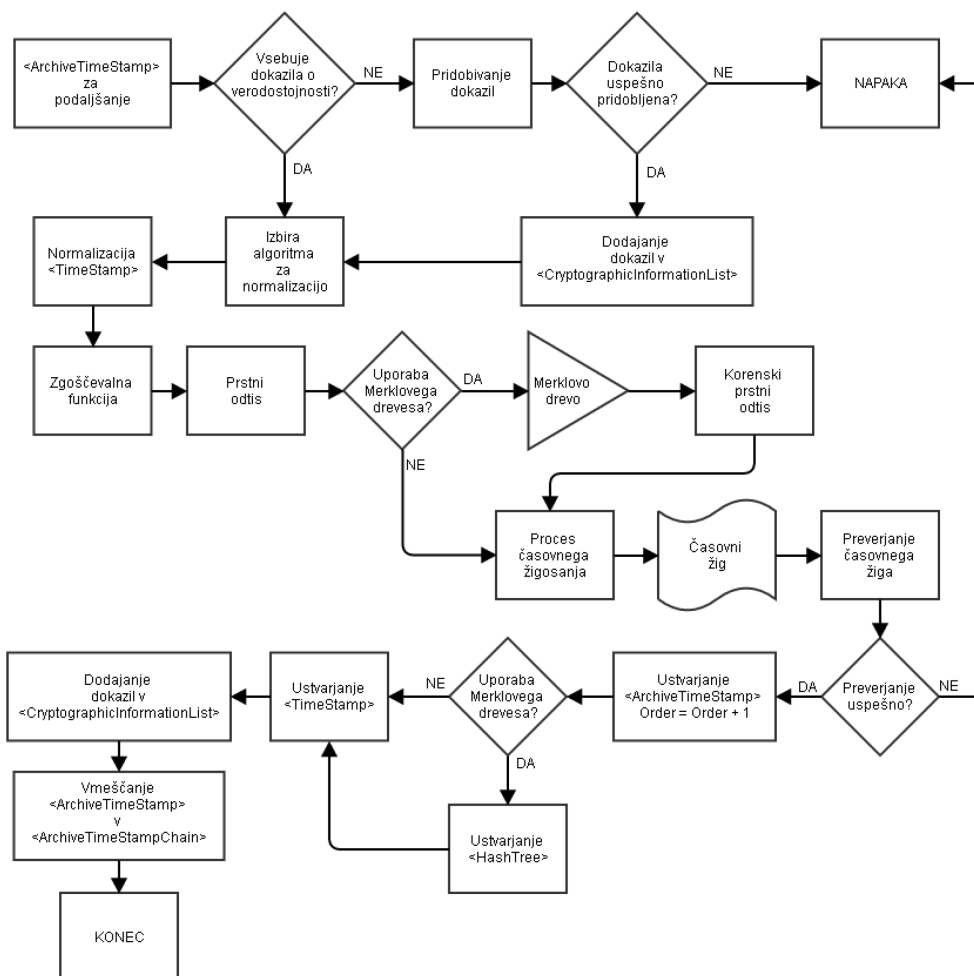 <ArchiveTimeStamp>
za
podaljšanje
Vsebuje
dokazila o
verodostojnosti?
NE
Pridobivanje
dokazil
Dokazila
uspešno
pridobljena?
NE
NAPAKA
DA
DA
Normalizacija
<TimeStamp>
Izbira
algoritma
za
normalizacijo
Dodajanje
dokazil v
<CryptographicInformationList>
Zgoščevalna
funkcija
Prstni
odtis
Uporaba
Merklovega
drevesa?
DA
Merklovo
drevo
Korenski
prstni
odtis
NE
Proces
časovnega
žigosanja
Časovni
žig
Preverjanje
časovnega
žiga
Dodajanje
dokazil v
<CryptographicInformationList>
Ustvarjanje
<TimeStamp>
NE
Uporaba
Merklovega
drevesa?
Ustvarjanje
<ArchiveTimeStamp>
Order = Order + 1
DA
Preverjanje
uspešno?
NE
DA
Vmeščanje
<ArchiveTimeStamp>
v
<ArchiveTimeStampChain>
Ustvarjanje
<HashTree>
KONEC